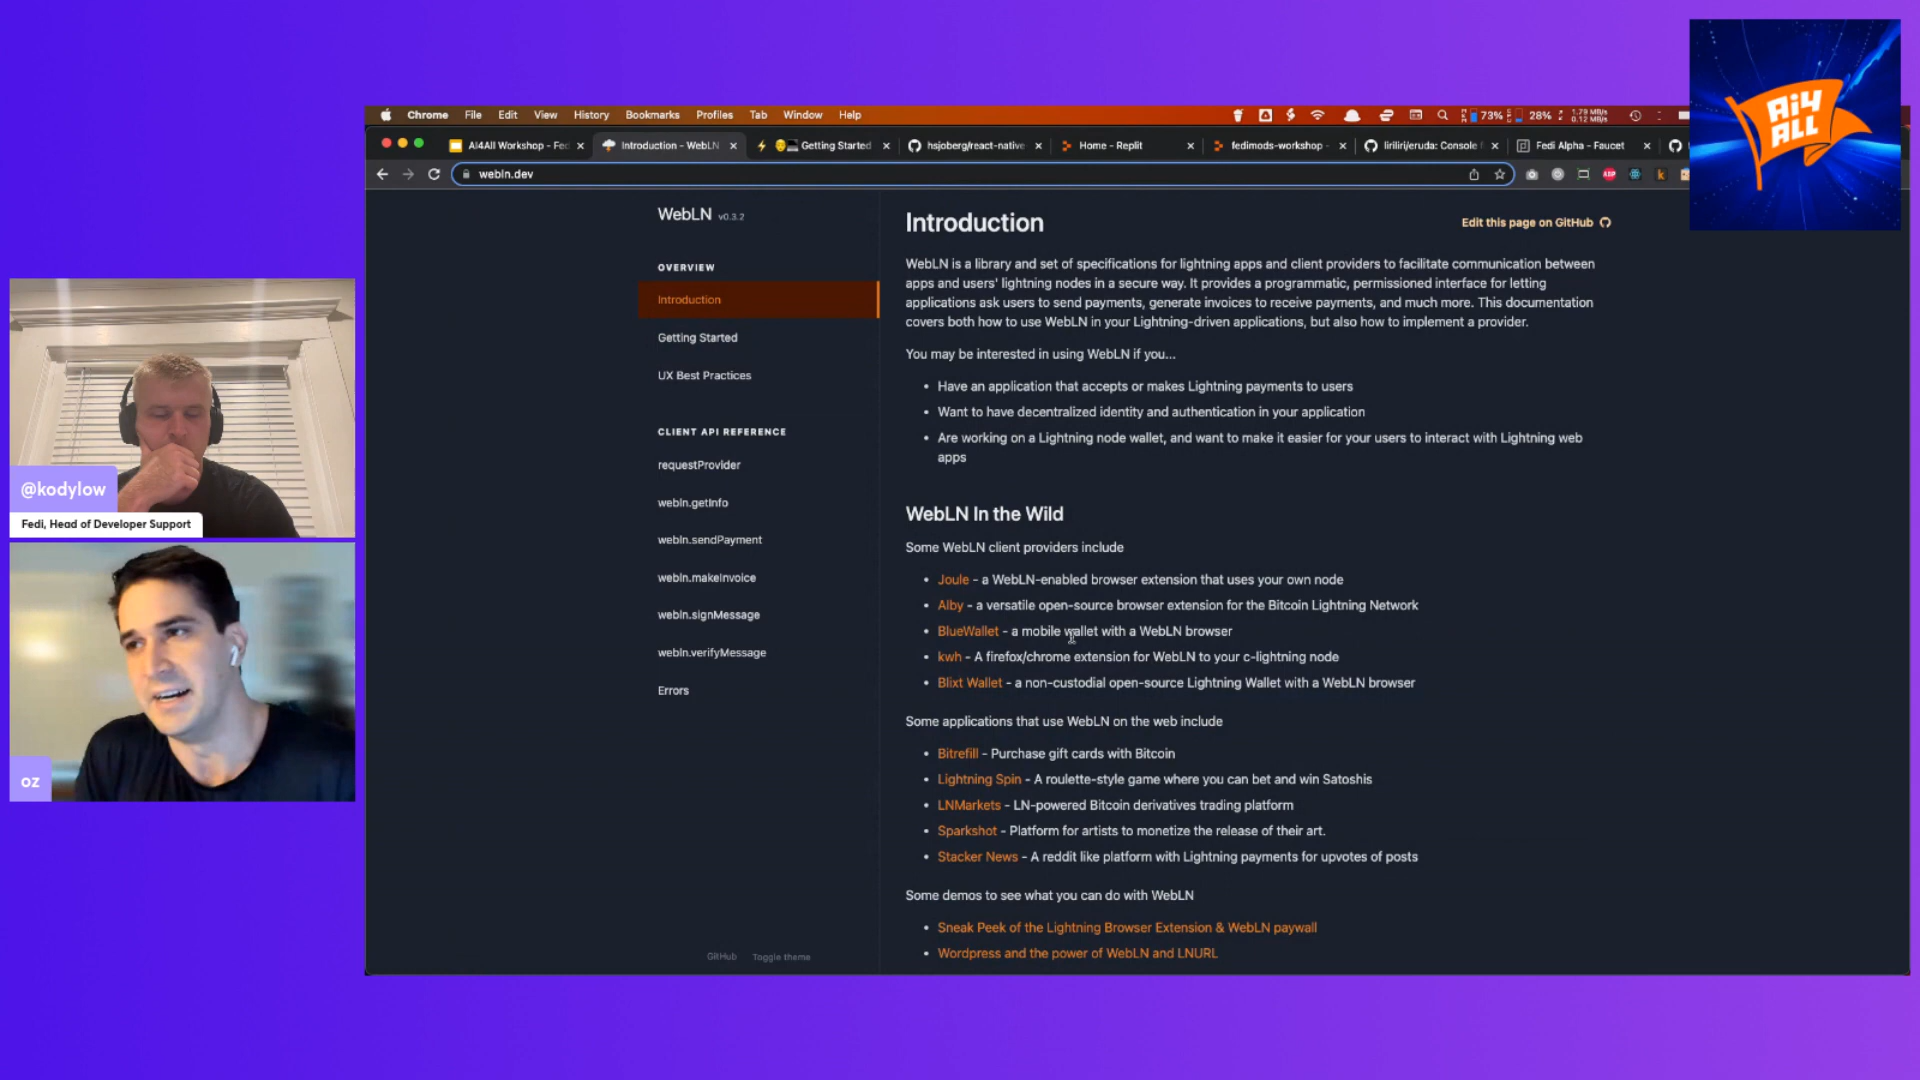 Ai4
ALL
Chrome File Edit View History Bookmarks Profiles Tab Window Help
73% 28% 1.79 MB/s
0.12 MB/s
AI4All Workshop - Fed
Introduction - WebLN
Getting Started
hsjoberg/react-native
Home - Replit
fedimods-workshop -
liriliri/eruda: Console f
Fedi Alpha - Faucet
webln.dev
WebLN v0.3.2
OVERVIEW
Introduction
Getting Started
UX Best Practices
CLIENT API REFERENCE
requestProvider
webln.getInfo
webln.sendPayment
webln.makeInvoice
webln.signMessage
webln.verifyMessage
Errors
GitHub Toggle theme
Introduction
Edit this page on GitHub
WebLN is a library and set of specifications for lightning apps and client providers to facilitate communication between
apps and users' lightning nodes in a secure way. It provides a programmatic, permissioned interface for letting
applications ask users to send payments, generate invoices to receive payments, and much more. This documentation
covers both how to use WebLN in your Lightning-driven applications, but also how to implement a provider.
You may be interested in using WebLN if you...
• Have an application that accepts or makes Lightning payments to users
• Want to have decentralized identity and authentication in your application
• Are working on a Lightning node wallet, and want to make it easier for your users to interact with Lightning web
apps
WebLN In the Wild
Some WebLN client providers include
• Joule - a WebLN-enabled browser extension that uses your own node
• Alby - a versatile open-source browser extension for the Bitcoin Lightning Network
• BlueWallet - a mobile wallet with a WebLN browser
• kwh - A firefox/chrome extension for WebLN to your c-lightning node
• Blixt Wallet - a non-custodial open-source Lightning Wallet with a WebLN browser
Some applications that use WebLN on the web include
• Bitrefill - Purchase gift cards with Bitcoin
• Lightning Spin - A roulette-style game where you can bet and win Satoshis
• LNMarkets - LN-powered Bitcoin derivatives trading platform
• Sparkshot - Platform for artists to monetize the release of their art.
• Stacker News - A reddit like platform with Lightning payments for upvotes of posts
Some demos to see what you can do with WebLN
• Sneak Peek of the Lightning Browser Extension & WebLN paywall
• Wordpress and the power of WebLN and LNURL
@kodylow
Fedi, Head of Developer Support
oz